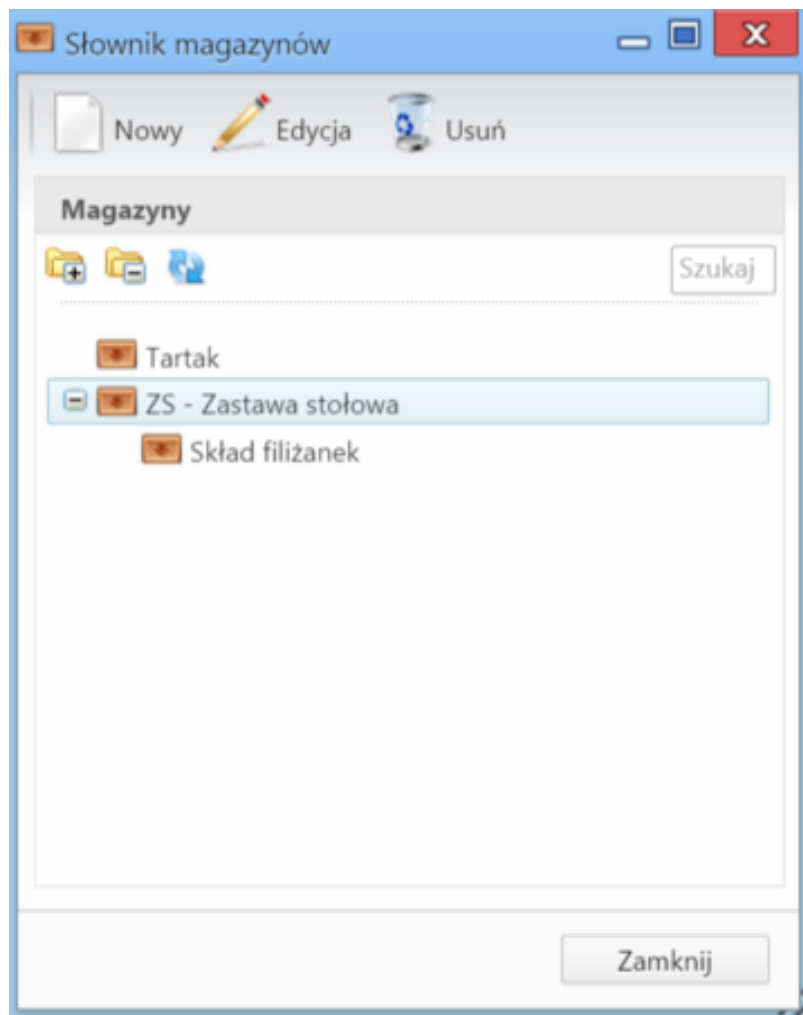 Słownik magazynów
Nowy Edycja Usuń
Magazyny
Szukaj
Tartak
ZS - Zastawa stołowa
Skład filiżanek
Zamknij